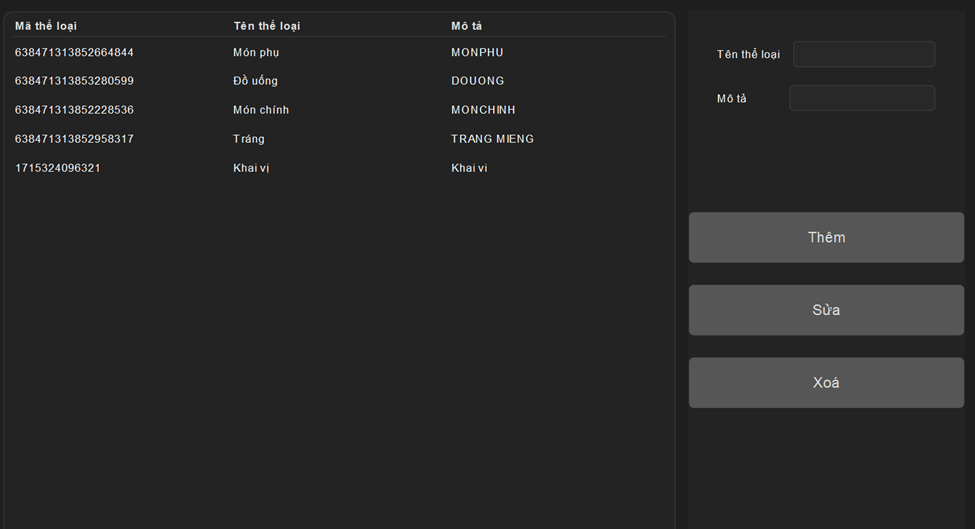 Mã thể loại Tên thể loại Mô tả
638471313852664844 Món phụ MONPHU
638471313853280599 Đồ uống DOUONG
638471313852228536 Món chính MONCHINH
638471313852958317 Tráng TRANG MIENG
1715324096321 Khai vị Khai vi
Tên thể loại
Mô tả
Thêm
Sửa
Xoá